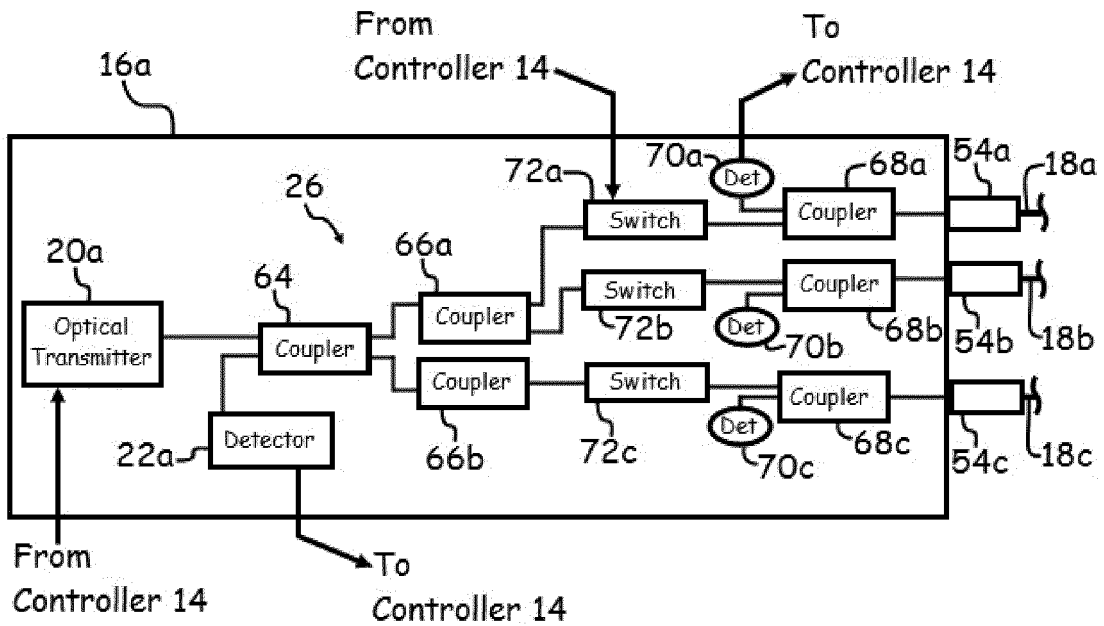 From
Controller 14
To
Controller 14
16a
70a
68a
54a
18a
72a
Det
26
Switch
Coupler
20a
66a
64
Switch
Coupler
Optical
Transmitter
Coupler
Coupler
72b
Det
70b
68b
54b
18b
Coupler
Switch
Coupler
22a
Detector
66b
72c
Det
70c
68c
54c
18c
From
Controller 14
To
Controller 14